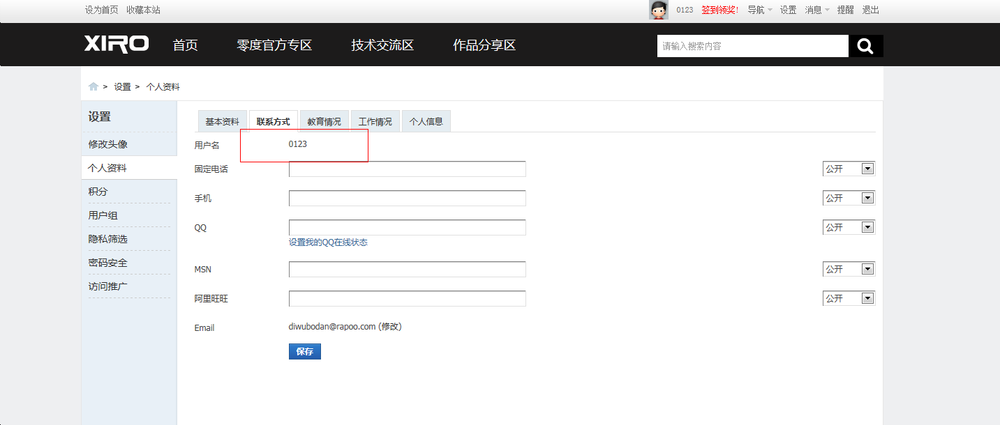 设为首页 收藏本站 0123 签到领奖! 导航 设置 消息 提醒 退出
XIRO 首页 零度官方专区 技术交流区 作品分享区 请输入搜索内容
> 设置 > 个人资料
设置
修改头像
个人资料
积分
用户组
隐私筛选
密码安全
访问推广
基本资料 联系方式 教育情况 工作情况 个人信息
用户名 0123
固定电话 公开
手机 公开
QQ 公开
设置我的QQ在线状态
MSN 公开
阿里旺旺 公开
Email diwubodan@rapoo.com (修改)
保存